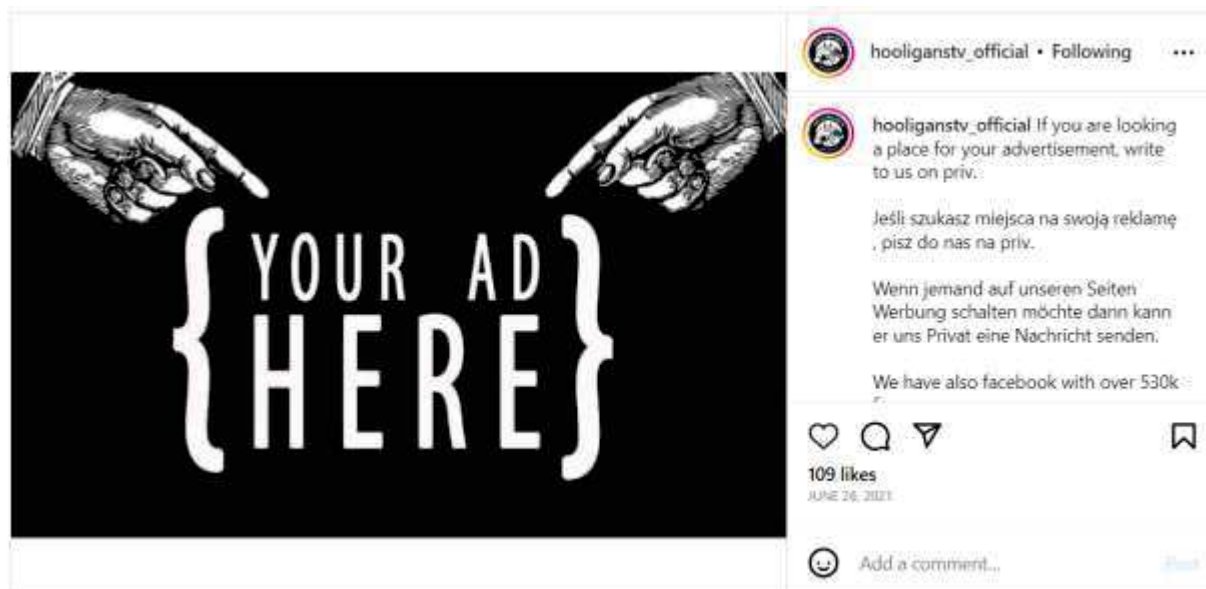 YOUR AD
HERE
hooliganstv_official • Following
hooliganstv_official If you are looking
a place for your advertisement, write
to us on priv.
Jeśli szukasz miejsca na swoją reklamę
, pisz do nas na priv.
Wenn jemand auf unseren Seiten
Werbung schalten möchte dann kann
er uns Privat eine Nachricht senden.
We have also facebook with over 530k
109 likes
JUNE 26, 2021
Add a comment...
Post